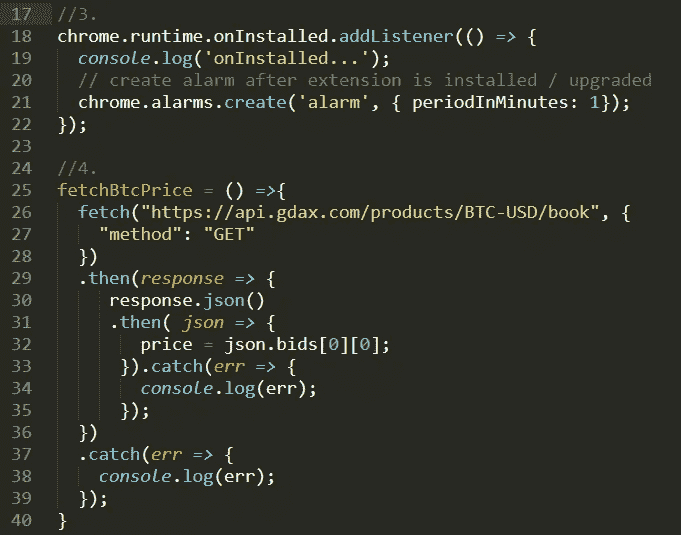 17 //3.
18 chrome.runtime.onInstalled.addListener(() => {
19   console.log('onInstalled...');
20   // create alarm after extension is installed / upgraded
21   chrome.alarms.create('alarm', { periodInMinutes: 1});
22 });
23
24 //4.
25 fetchBtcPrice = () =>{
26   fetch("https://api.gdax.com/products/BTC-USD/book", {
27     "method": "GET"
28   })
29   .then(response => {
30      response.json()
31      .then( json => {
32         price = json.bids[0][0];
33       }).catch(err => {
34         console.log(err);
35       });
36   })
37   .catch(err => {
38     console.log(err);
39   });
40 }